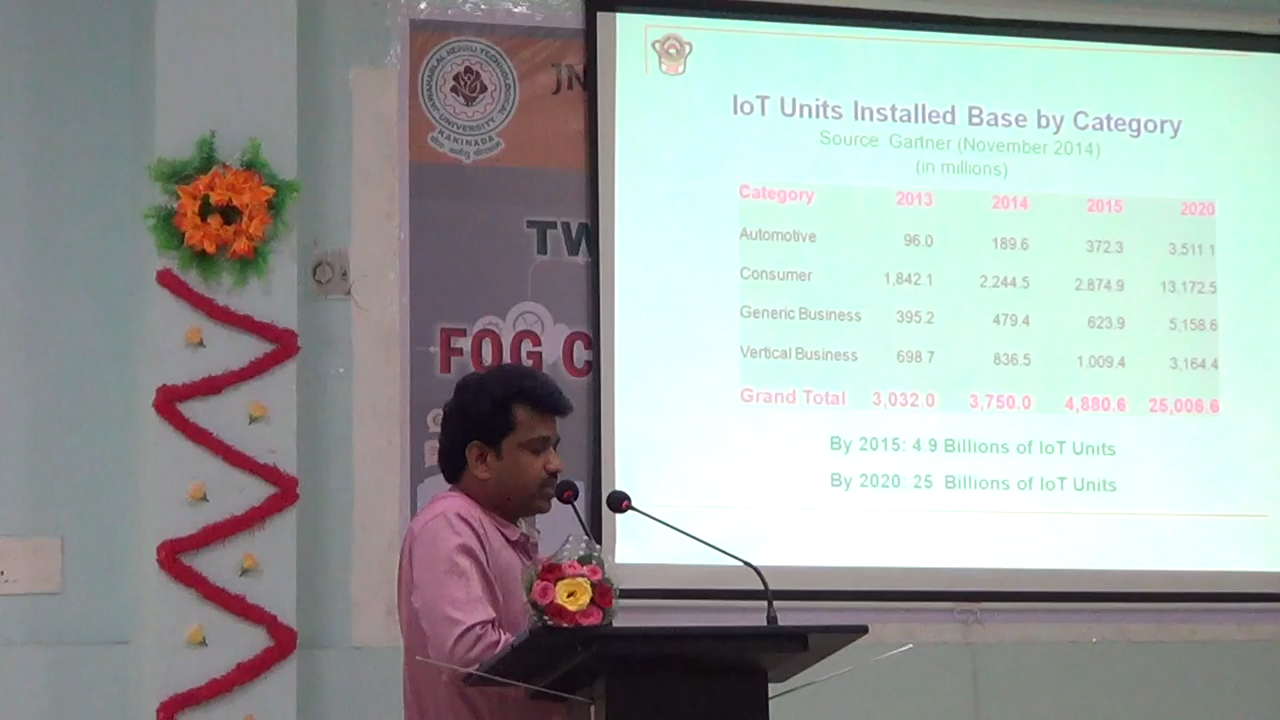 JAWAHARLAL NEHRU TECHNOLOGICAL
UNIVERSITY
KAKINADA
JN
TW
FOG C
IoT Units Installed Base by Category
Source Gartner (November 2014)
(in millions)
Category 2013 2014 2015 2020
Automotive 96.0 189.6 372.3 3,511.1
Consumer 1,842.1 2.244.5 2.874.9 13,172.5
Generic Business 395.2 479.4 623.9 5,158.6
Vertical Business 698.7 836.5 1.009.4 3,164.4
Grand Total 3,032.0 3,750.0 4,880.6 25,006.6
By 2015: 4.9 Billions of IoT Units
By 2020: 25 Billions of IoT Units